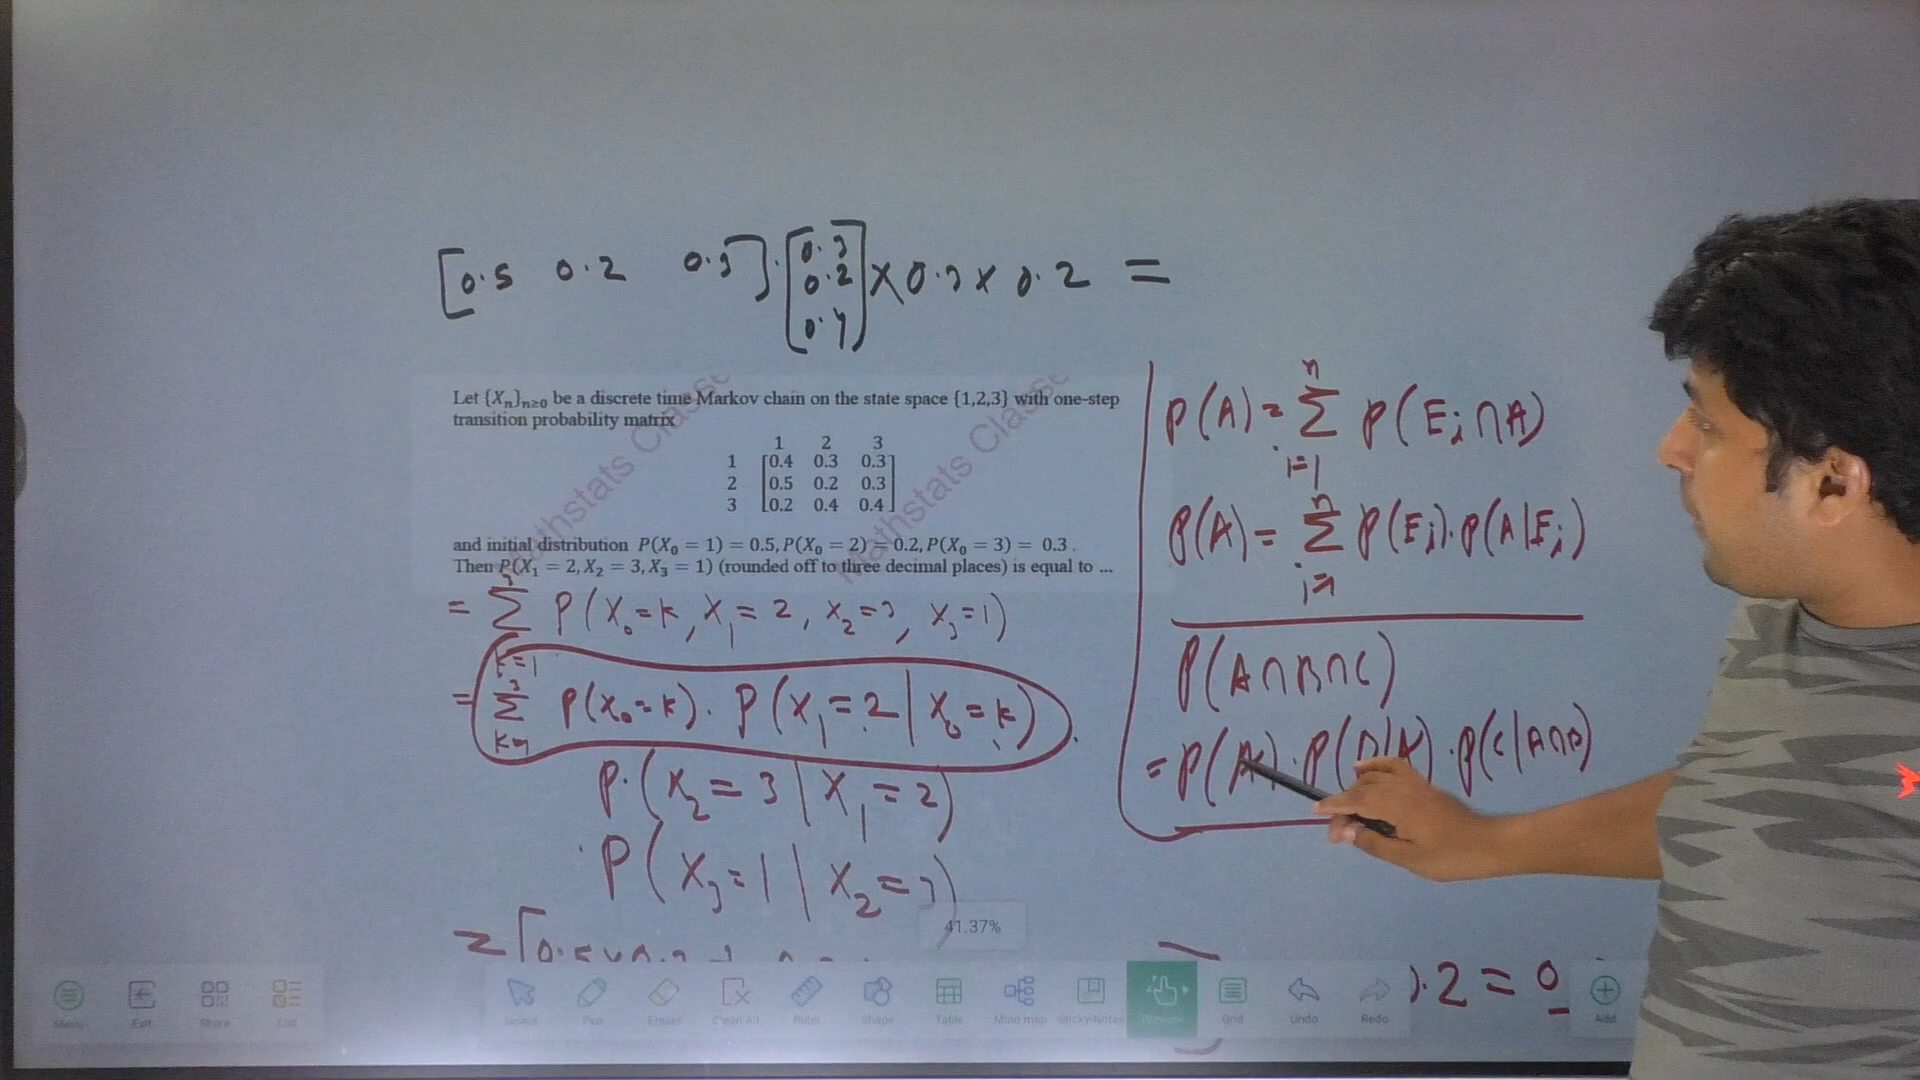 [0.5 0.2 0.3] · [0.3 0.2 0.4] × 0.3 × 0.2 =
Let {Xₙ}ₙ≥₀ be a discrete time Markov chain on the state space {1,2,3} with one-step
transition probability matrix
1 2 3
1 [0.4 0.3 0.3]
2 [0.5 0.2 0.3]
3 [0.2 0.4 0.4]
and initial distribution P(X₀ = 1) = 0.5, P(X₀ = 2) = 0.2, P(X₀ = 3) = 0.3.
Then P(X₁ = 2, X₂ = 3, X₃ = 1) (rounded off to three decimal places) is equal to ...
Mathstats Classes
Mathstats Classes
= Σ P(X₀=k, X₁=2, X₂=3, X₃=1)
k=1
= Σ P(X₀=k) · P(X₁=2 | X₀=k) ·
P·(X₂=3 | X₁=2)
· P(X₃=1 | X₂=3)
P(A) = Σ P(Eᵢ∩A)
n
i=1
P(A) = Σ P(Eᵢ)·P(A|Eᵢ)
n
P(A∩B∩C)
= P(A)·P(B|A)·P(C|A∩B)
41.37%
.2 = 0
Menu Exit Share List Select Pen Eraser Clean All Ruler Shape Table Mind map Sticky-Notes Preview Grid Undo Redo Add